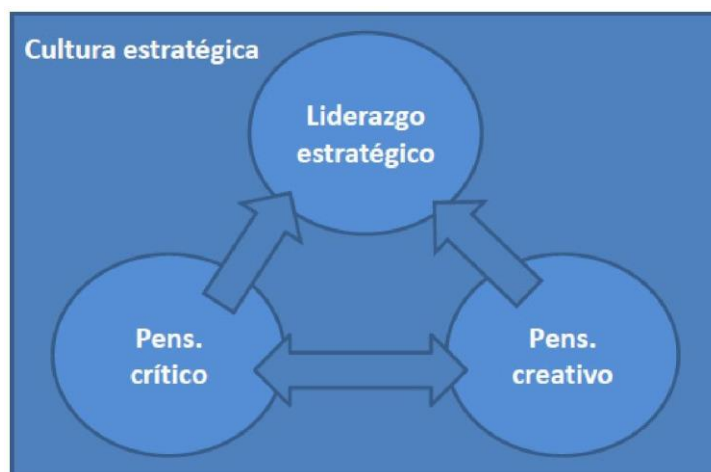 Cultura estratégica
Liderazgo
estratégico
Pens.
crítico
Pens.
creativo